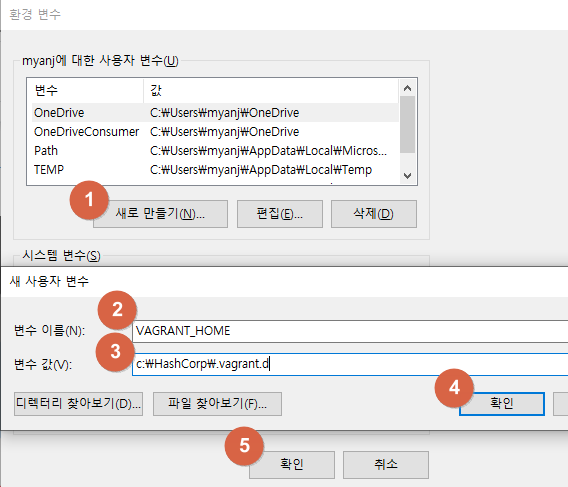 환경 변수
myanj에 대한 사용자 변수(U)
변수 값
OneDrive C:₩Users₩myanj₩OneDrive
OneDriveConsumer C:₩Users₩myanj₩OneDrive
Path C:₩Users₩myanj₩AppData₩Local₩Micros...
TEMP C:₩Users₩myanj₩AppData₩Local₩Temp
1
새로 만들기(N)... 편집(E)... 삭제(D)
시스템 변수(S)
새 사용자 변수
2
변수 이름(N): VAGRANT_HOME
3
변수 값(V): c:₩HashCorp₩.vagrant.d
4
디렉터리 찾아보기(D)... 파일 찾아보기(F)... 확인
5
확인 취소